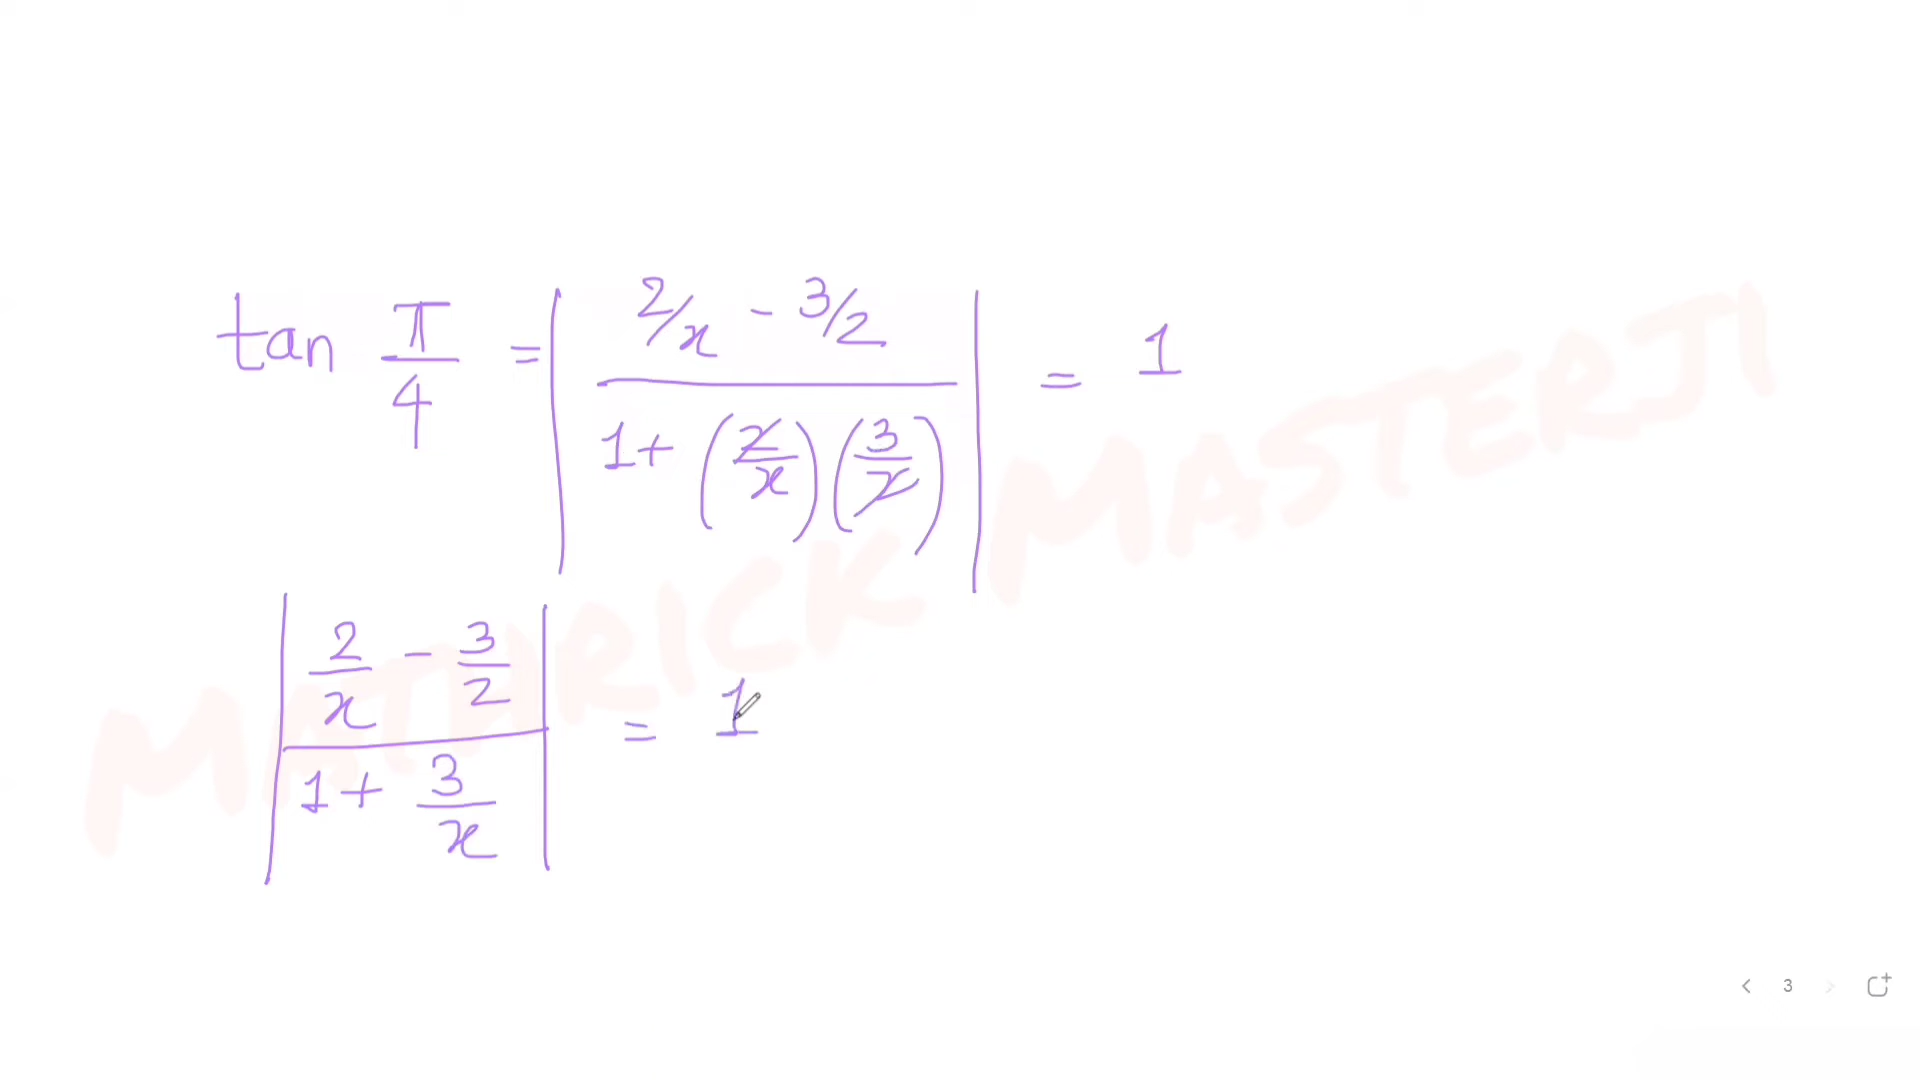 tan π/4 = | (2/x - 3/2) / (1 + (2/x)(3/2)) | = 1
| (2/x - 3/2) / (1 + 3/x) | = 1
MATHRICK MASTERJI
3